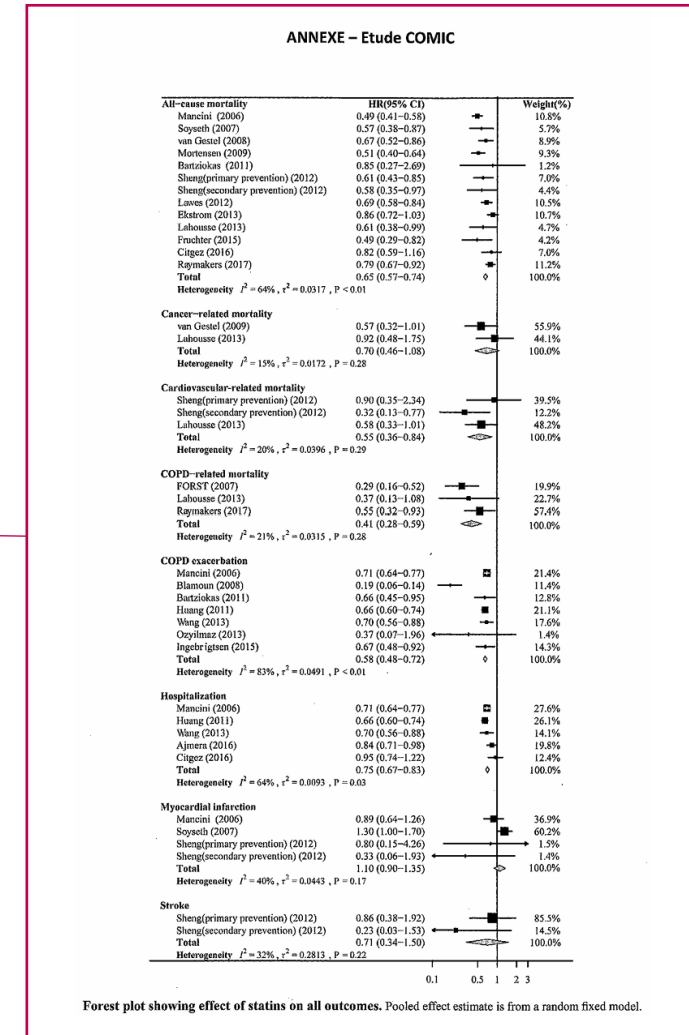 ANNEXE – Etude COMIC
All-cause mortality HR(95% CI) Weight(%)
Mancini (2006) 0.49 (0.41-0.58) 10.8%
Soyseth (2007) 0.57 (0.38-0.87) 5.7%
van Gestel (2008) 0.67 (0.52-0.86) 8.9%
Mortensen (2009) 0.51 (0.40-0.64) 9.3%
Bartziokas (2011) 0.85 (0.27-2.69) 1.2%
Sheng(primary prevention) (2012) 0.61 (0.43-0.85) 7.0%
Sheng(secondary prevention) (2012) 0.58 (0.35-0.97) 4.4%
Lawes (2012) 0.69 (0.58-0.84) 10.5%
Ekstrom (2013) 0.86 (0.72-1.03) 10.7%
Lahousse (2013) 0.61 (0.38-0.99) 4.7%
Fruchter (2015) 0.49 (0.29-0.82) 4.2%
Citgez (2016) 0.82 (0.59-1.16) 7.0%
Raymakers (2017) 0.79 (0.67-0.92) 11.2%
Total 0.65 (0.57-0.74) 100.0%
Heterogeneity I² = 64%, τ² = 0.0317 , P < 0.01
Cancer-related mortality
van Gestel (2009) 0.57 (0.32-1.01) 55.9%
Lahousse (2013) 0.92 (0.48-1.75) 44.1%
Total 0.70 (0.46-1.08) 100.0%
Heterogeneity I² = 15%, τ² = 0.0172 , P = 0.28
Cardiovascular-related mortality
Sheng(primary prevention) (2012) 0.90 (0.35-2.34) 39.5%
Sheng(secondary prevention) (2012) 0.32 (0.13-0.77) 12.2%
Lahousse (2013) 0.58 (0.33-1.01) 48.2%
Total 0.55 (0.36-0.84) 100.0%
Heterogeneity I² = 20%, τ² = 0.0396 , P = 0.29
COPD-related mortality
FORST (2007) 0.29 (0.16-0.52) 19.9%
Lahousse (2013) 0.37 (0.13-1.08) 22.7%
Raymakers (2017) 0.55 (0.32-0.93) 57.4%
Total 0.41 (0.28-0.59) 100.0%
Heterogeneity I² = 21%, τ² = 0.0315 , P = 0.28
COPD exacerbation
Mancini (2006) 0.71 (0.64-0.77) 21.4%
Blamoun (2008) 0.19 (0.06-0.14) 11.4%
Bartziokas (2011) 0.66 (0.45-0.95) 12.8%
Huang (2011) 0.66 (0.60-0.74) 21.1%
Wang (2013) 0.70 (0.56-0.88) 17.6%
Ozyilmaz (2013) 0.37 (0.07-1.96) 1.4%
Ingebrigtsen (2015) 0.67 (0.48-0.92) 14.3%
Total 0.58 (0.48-0.72) 100.0%
Heterogeneity I² = 83%, τ² = 0.0491 , P < 0.01
Hospitalization
Mancini (2006) 0.71 (0.64-0.77) 27.6%
Huang (2011) 0.66 (0.60-0.74) 26.1%
Wang (2013) 0.70 (0.56-0.88) 14.1%
Ajmera (2016) 0.84 (0.71-0.98) 19.8%
Citgez (2016) 0.95 (0.74-1.22) 12.4%
Total 0.75 (0.67-0.83) 100.0%
Heterogeneity I² = 64%, τ² = 0.0093 , P = 0.03
Myocardial infarction
Mancini (2006) 0.89 (0.64-1.26) 36.9%
Soyseth (2007) 1.30 (1.00-1.70) 60.2%
Sheng(primary prevention) (2012) 0.80 (0.15-4.26) 1.5%
Sheng(secondary prevention) (2012) 0.33 (0.06-1.93) 1.4%
Total 1.10 (0.90-1.35) 100.0%
Heterogeneity I² = 40%, τ² = 0.0443 , P = 0.17
Stroke
Sheng(primary prevention) (2012) 0.86 (0.38-1.92) 85.5%
Sheng(secondary prevention) (2012) 0.23 (0.03-1.53) 14.5%
Total 0.71 (0.34-1.50) 100.0%
Heterogeneity I² = 32%, τ² = 0.2813 , P = 0.22
0.1 0.5 1 2 3
Forest plot showing effect of statins on all outcomes. Pooled effect estimate is from a random fixed model.